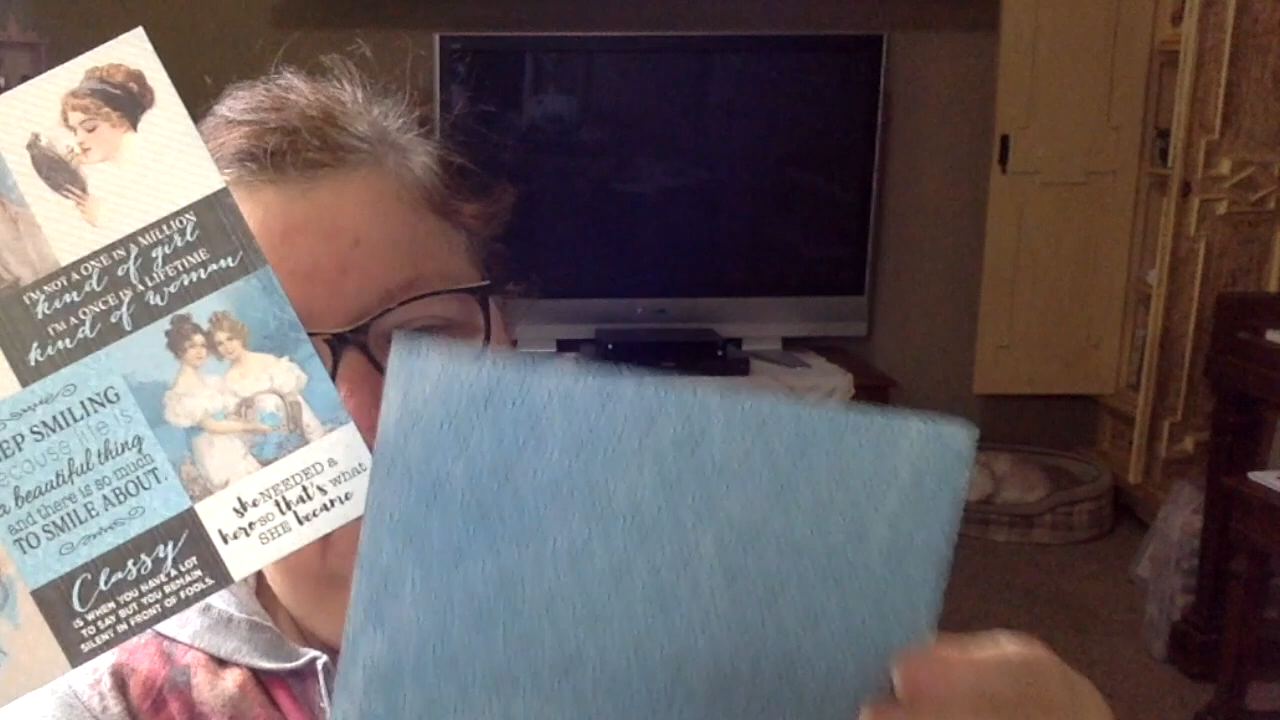 I'M NOT A ONE IN A MILLION
kind of girl
I'M A ONCE IN A LIFETIME
kind of woman
EP SMILING
ecause life is
a beautiful thing
and there is so much
TO SMILE ABOUT.
she NEEDED a
hero so that's what
SHE became
Classy
IS WHEN YOU HAVE A LOT
TO SAY BUT YOU REMAIN
SILENT IN FRONT OF FOOLS.